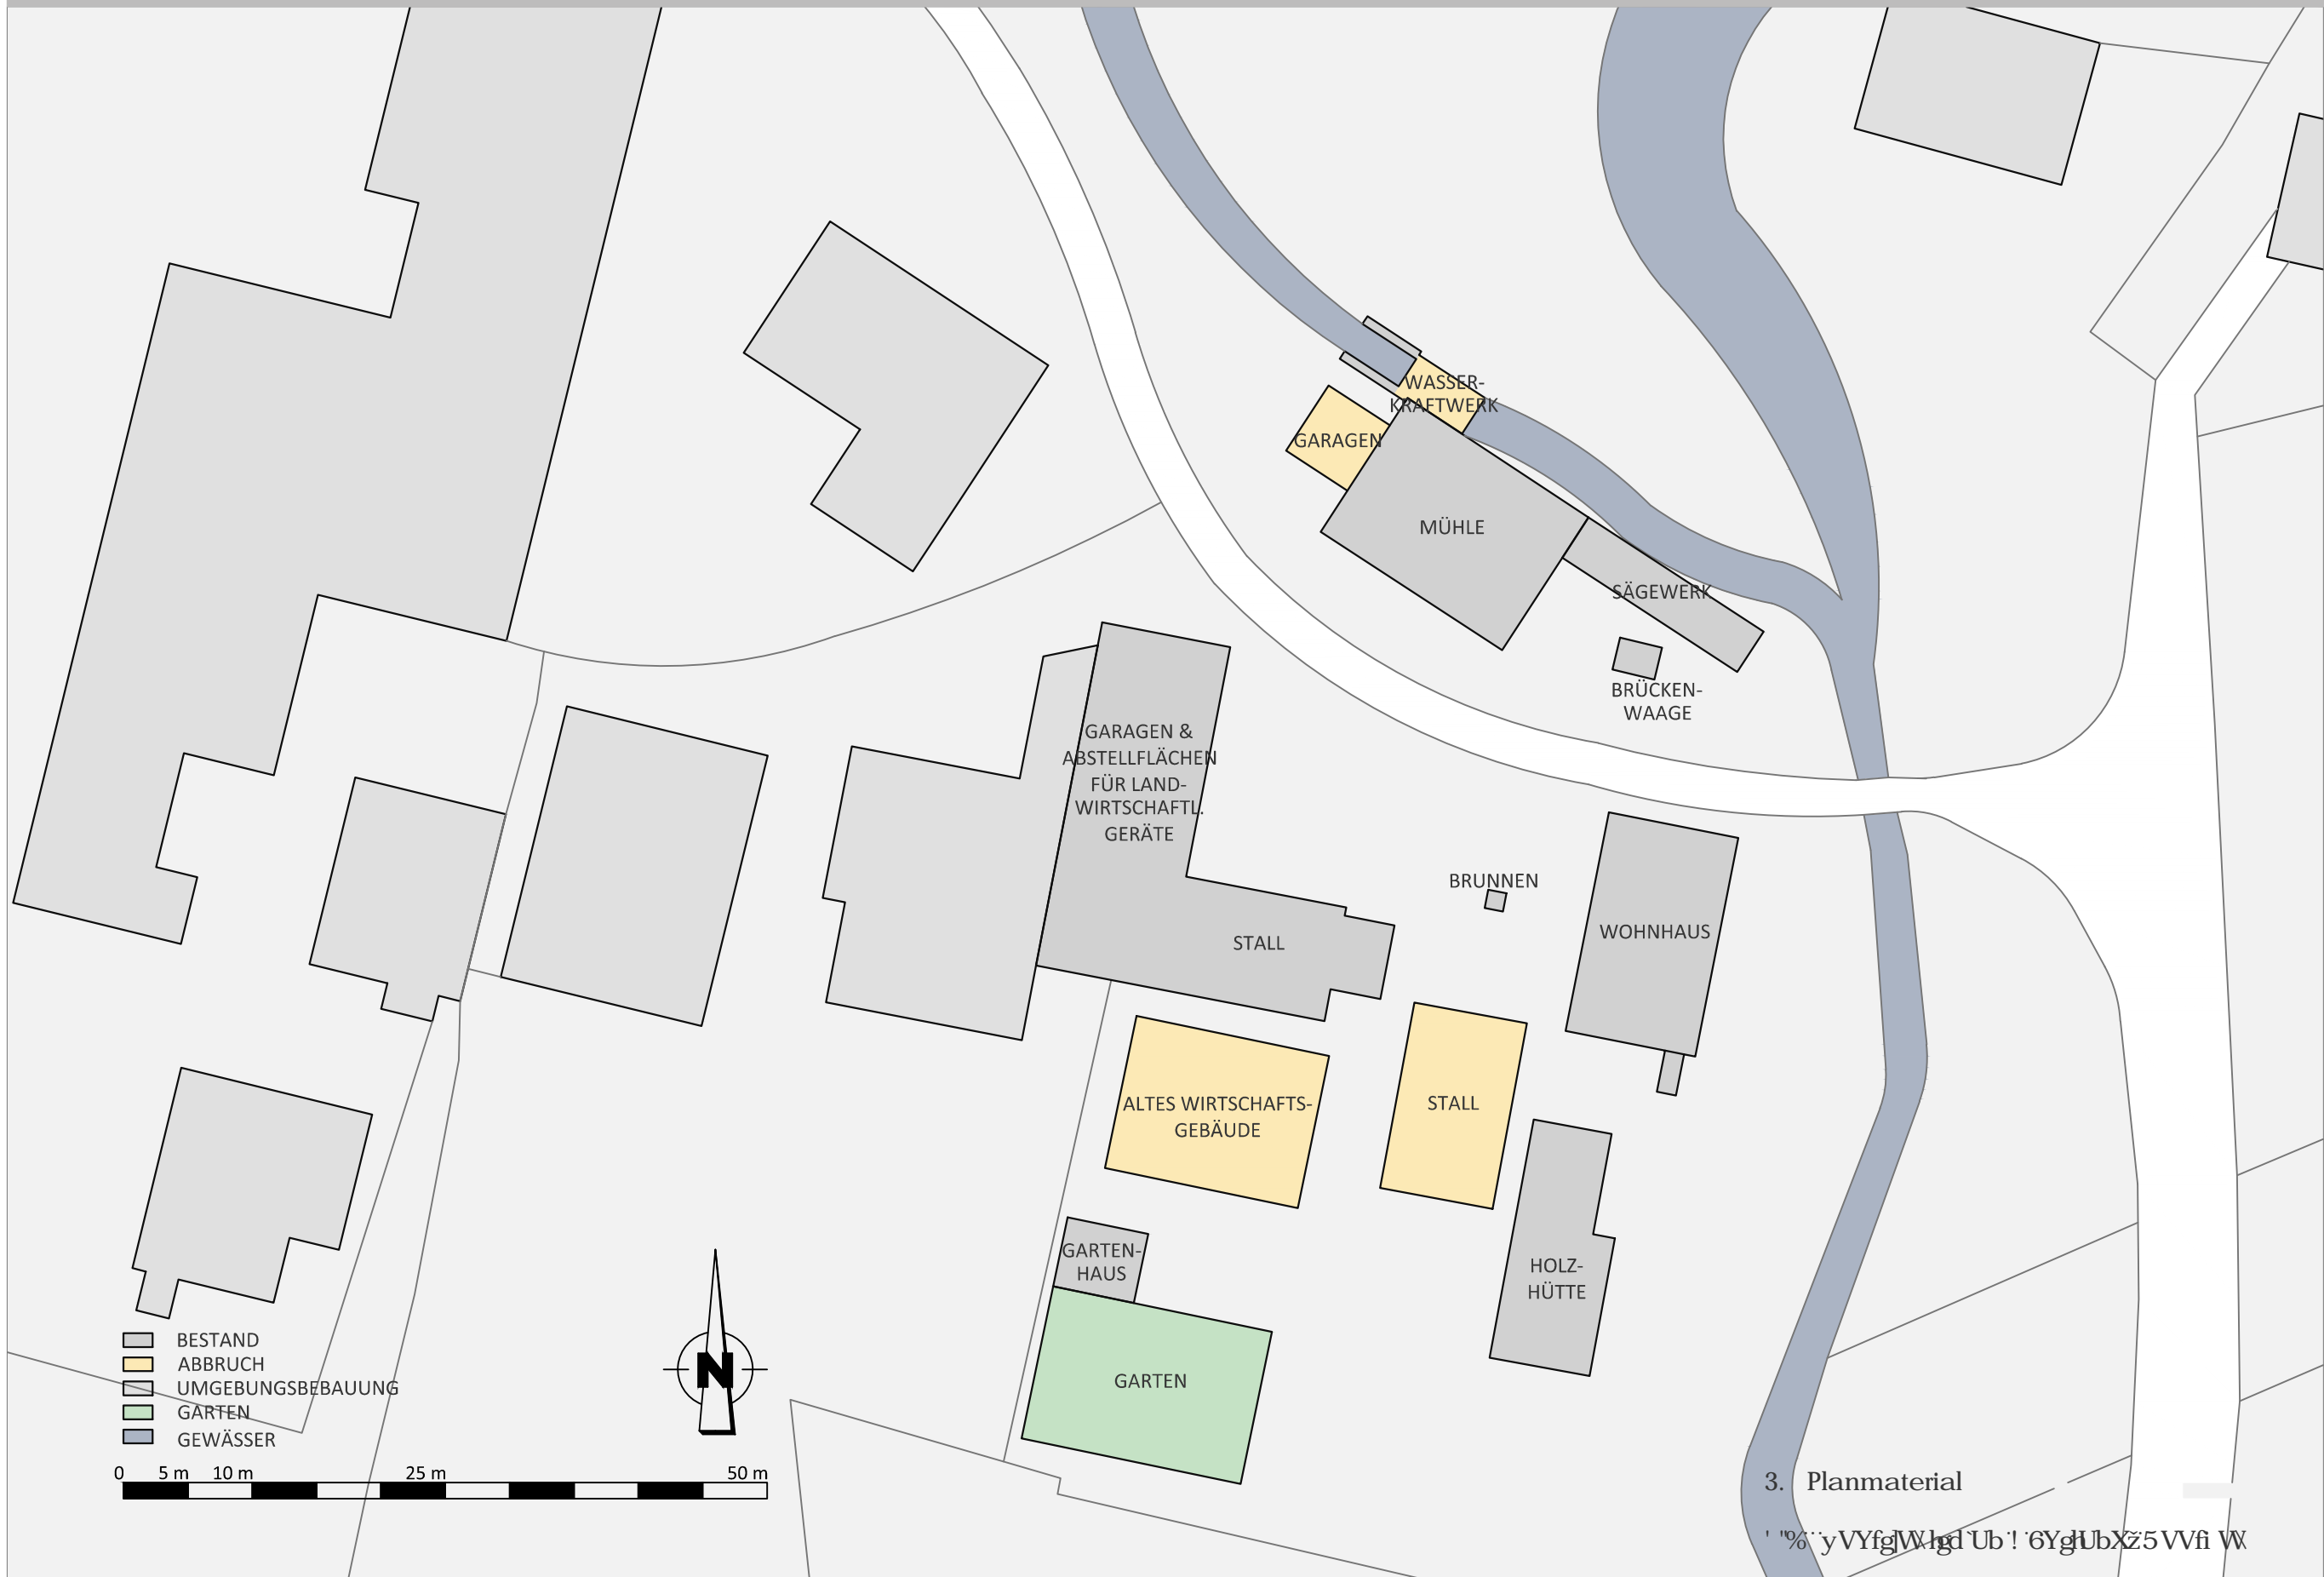 WASSER-
KRAFTWERK
GARAGEN
MÜHLE
SÄGEWERK
BRÜCKEN-
WAAGE
GARAGEN &
ABSTELLFLÄCHEN
FÜR LAND-
WIRTSCHAFTL.
GERÄTE
STALL
BRUNNEN
WOHNHAUS
ALTES WIRTSCHAFTS-
GEBÄUDE
STALL
GARTEN-
HAUS
GARTEN
HOLZ-
HÜTTE
BESTAND
ABBRUCH
UMGEBUNGSBEBAUUNG
GARTEN
GEWÄSSER
0 5 m 10 m 25 m 50 m
N
3. Planmaterial